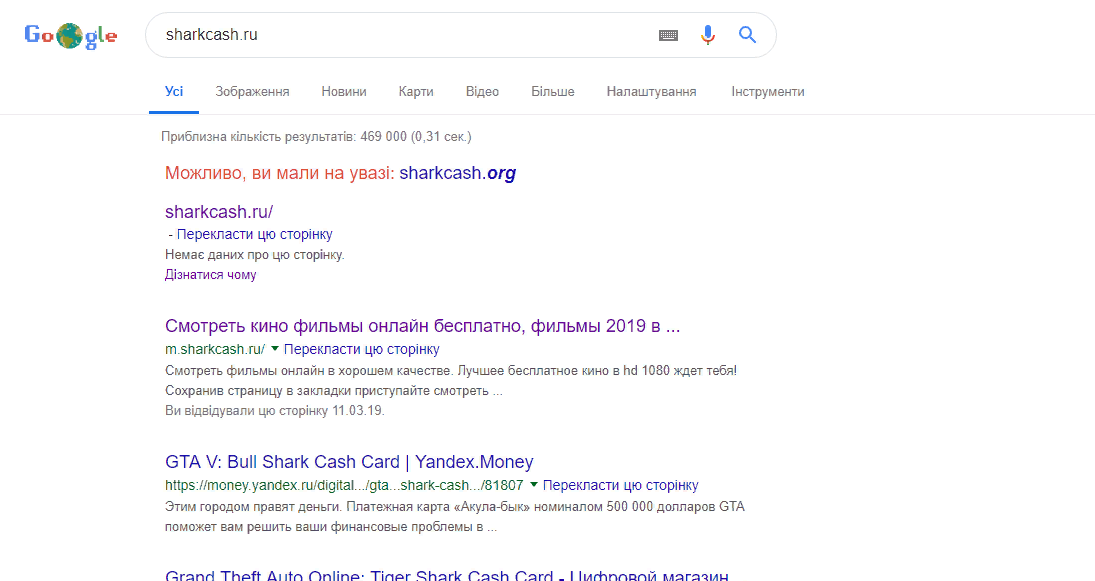 Google
sharkcash.ru
Усі Зображення Новини Карти Відео Більше Налаштування Інструменти
Приблизна кількість результатів: 469 000 (0,31 сек.)
Можливо, ви мали на увазі: sharkcash.org
sharkcash.ru/
- Перекласти цю сторінку
Немає даних про цю сторінку.
Дізнатися чому
Смотреть кино фильмы онлайн бесплатно, фильмы 2019 в ...
m.sharkcash.ru/ Перекласти цю сторінку
Смотреть фильмы онлайн в хорошем качестве. Лучшее бесплатное кино в hd 1080 ждет тебя!
Сохранив страницу в закладки приступайте смотреть ...
Ви відвідували цю сторінку 11.03.19.
GTA V: Bull Shark Cash Card | Yandex.Money
https://money.yandex.ru/digital.../gta...shark-cash.../81807 Перекласти цю сторінку
Этим городом правят деньги. Платежная карта «Акула-бык» номиналом 500 000 долларов GTA
поможет вам решить ваши финансовые проблемы в ...
Grand Theft Auto Online: Tiger Shark Cash Card - Цифровой магазин